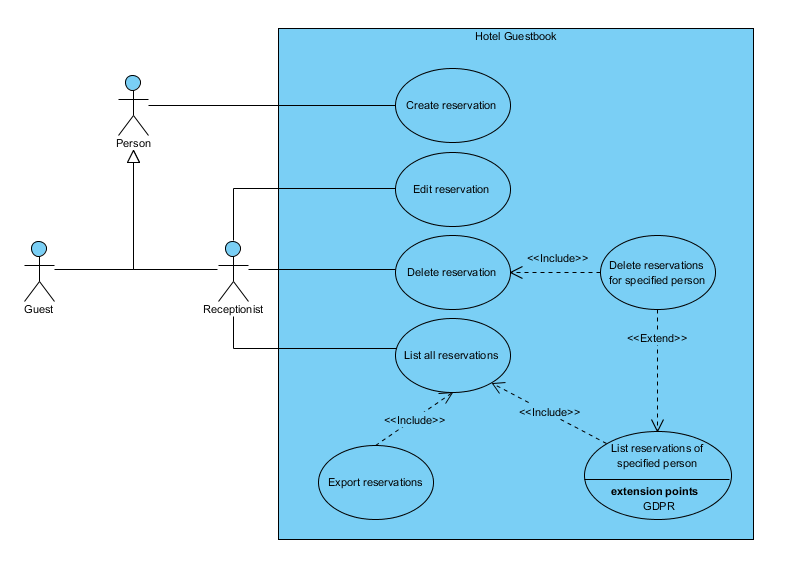 Hotel Guestbook
Create reservation
Person
Edit reservation
Guest
Receptionist
Delete reservation
<<Include>>
Delete reservations
for specified person
<<Extend>>
List all reservations
<<Include>>
<<Include>>
Export reservations
List reservations of
specified person
extension points
GDPR